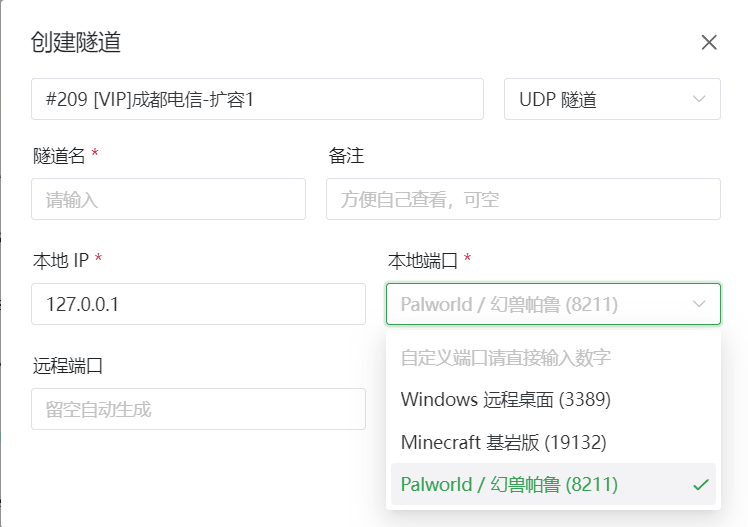 创建隧道
#209 [VIP]成都电信-扩容1
UDP 隧道
隧道名 *
备注
请输入
方便自己查看，可空
本地 IP *
本地端口 *
127.0.0.1
Palworld / 幻兽帕鲁 (8211)
远程端口
自定义端口请直接输入数字
留空自动生成
Windows 远程桌面 (3389)
Minecraft 基岩版 (19132)
Palworld / 幻兽帕鲁 (8211)